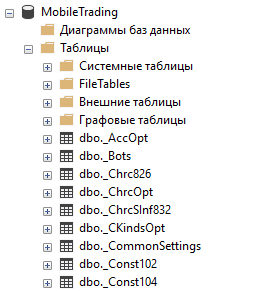 MobileTrading
Диаграммы баз данных
Таблицы
Системные таблицы
FileTables
Внешние таблицы
Графовые таблицы
dbo._AccOpt
dbo._Bots
dbo._Chrc826
dbo._ChrcOpt
dbo._ChrcSInf832
dbo._CKindsOpt
dbo._CommonSettings
dbo._Const102
dbo._Const104